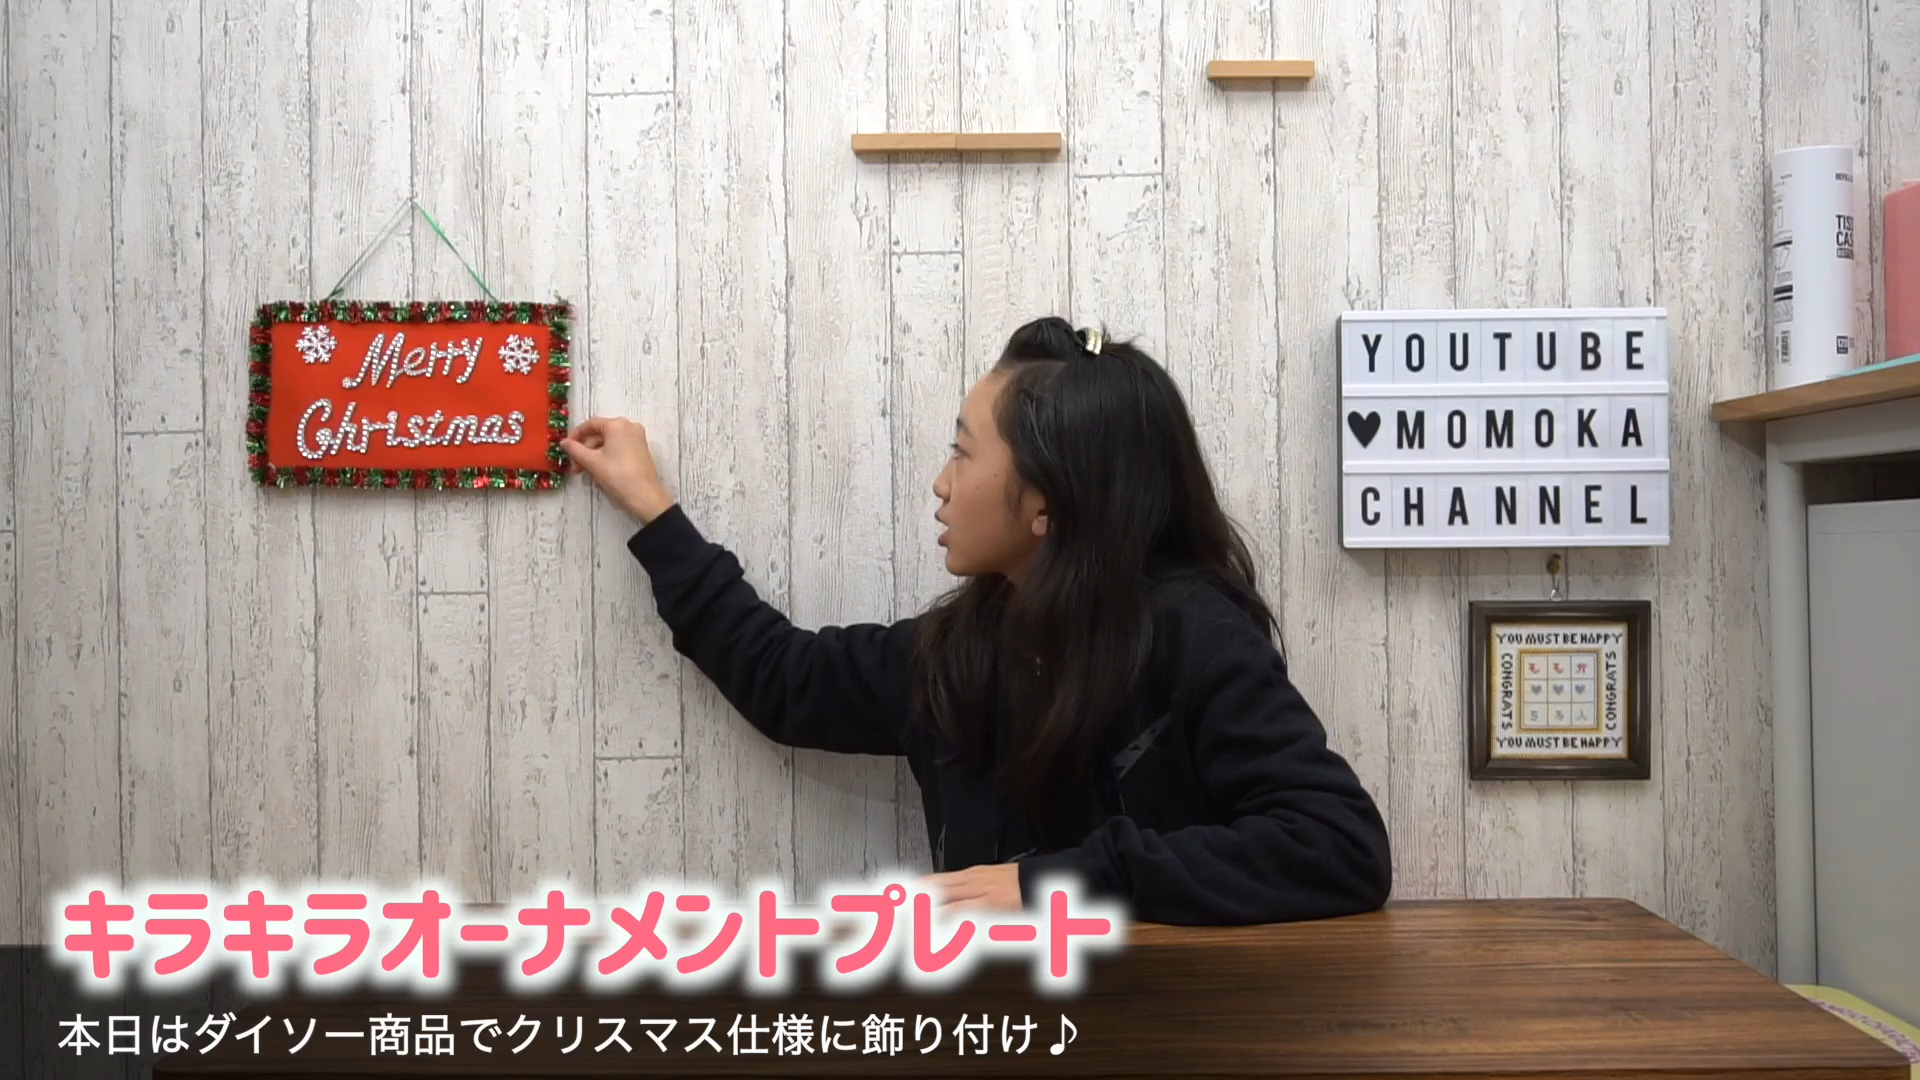 Merry
Christmas
YOUTUBE
♥MOMOKA
CHANNEL
YOU MUST BE HAPPY
CONGRATS
CONGRATS
YOU MUST BE HAPPY
キラキラオーナメントプレート
本日はダイソー商品でクリスマス仕様に飾り付け♪